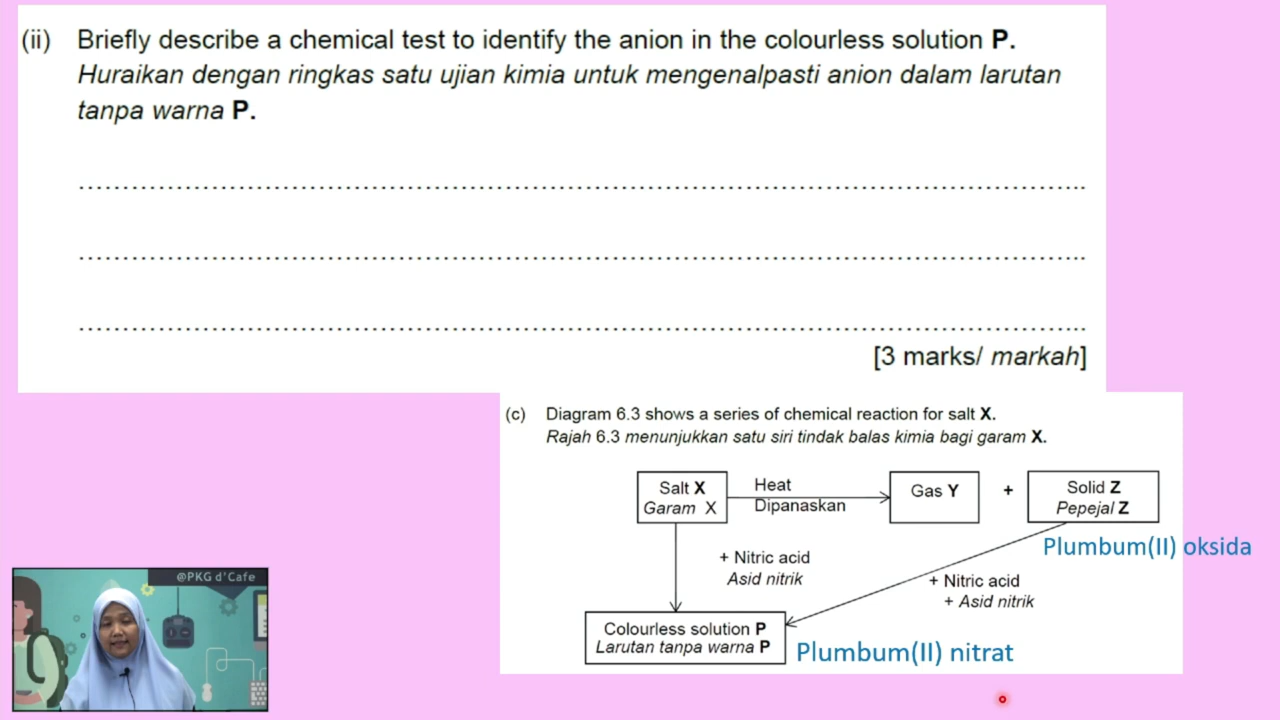 (ii) Briefly describe a chemical test to identify the anion in the colourless solution P.
Huraikan dengan ringkas satu ujian kimia untuk mengenalpasti anion dalam larutan
tanpa warna P.
[3 marks/ markah]
(c) Diagram 6.3 shows a series of chemical reaction for salt X.
Rajah 6.3 menunjukkan satu siri tindak balas kimia bagi garam X.
Salt X
Garam X
Heat
Dipanaskan
Gas Y
+
Solid Z
Pepejal Z
Plumbum(II) oksida
+ Nitric acid
Asid nitrik
+ Nitric acid
+ Asid nitrik
Colourless solution P
Larutan tanpa warna P
Plumbum(II) nitrat
@PKG d'Cafe